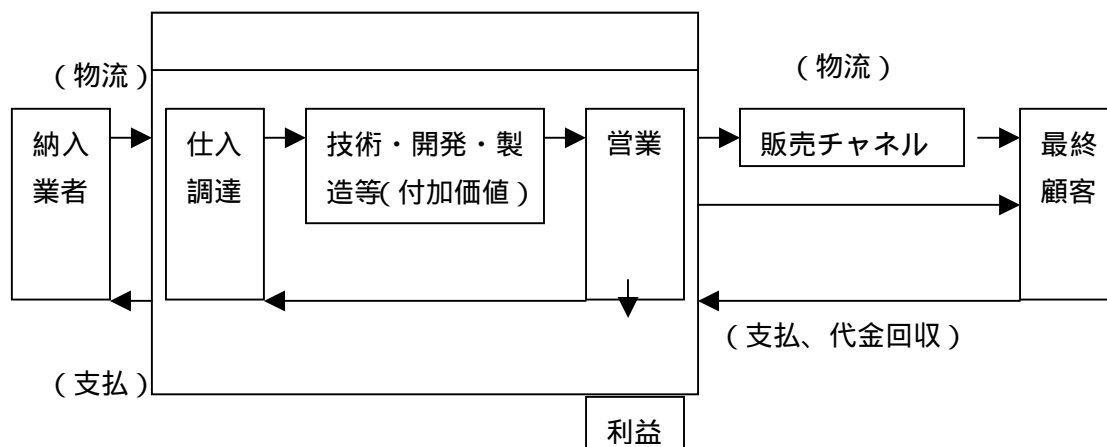 （物流）
（物流）
納入
業者
仕入
調達
技術・開発・製
造等（付加価値）
営業
販売チャネル
最終
顧客
（支払、代金回収）
（支払）
利益